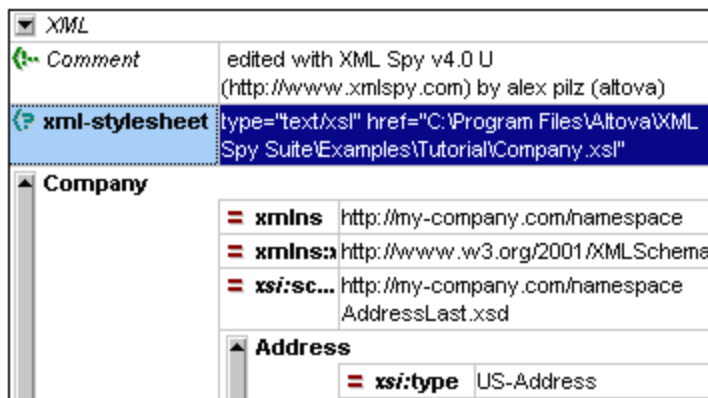 XML
Comment edited with XML Spy v4.0 U
(http://www.xmlspy.com) by alex pilz (altova)
xml-stylesheet type="text/xsl" href="C:\Program Files\Altova\XML
Spy Suite\Examples\Tutorial\Company.xsl"
Company
= xmlns http://my-company.com/namespace
= xmlns:x http://www.w3.org/2001/XMLSchema
= xsi:sc... http://my-company.com/namespace
AddressLast.xsd
Address
= xsi:type US-Address